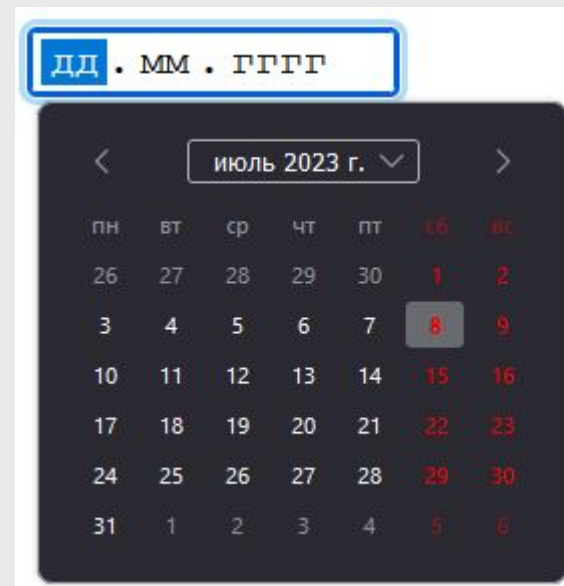 дд.мм.гггг
июль 2023 г.
пн вт ср чт пт сб вс
26 27 28 29 30 1 2
3 4 5 6 7 8 9
10 11 12 13 14 15 16
17 18 19 20 21 22 23
24 25 26 27 28 29 30
31 1 2 3 4 5 6